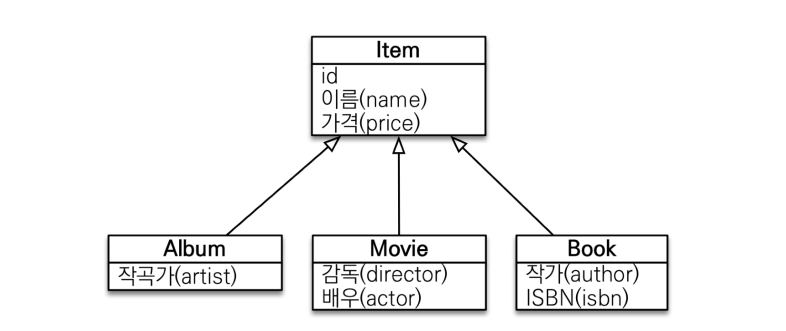 Item
id
이름(name)
가격(price)
Album
작곡가(artist)
Movie
감독(director)
배우(actor)
Book
작가(author)
ISBN(isbn)